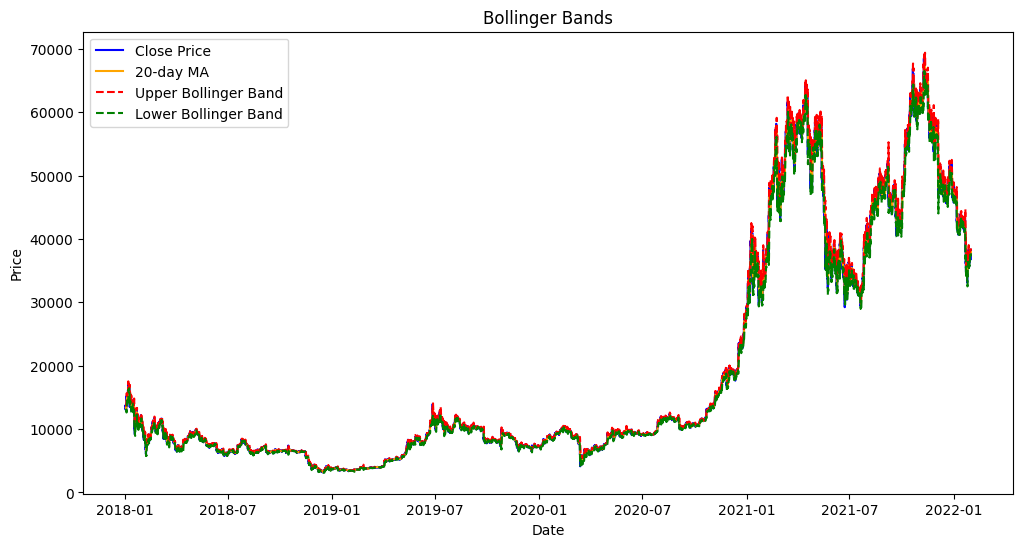 Bollinger Bands
Close Price
20-day MA
Upper Bollinger Band
Lower Bollinger Band
70000
60000
50000
40000
30000
20000
10000
0
Price
2018-01 2018-07 2019-01 2019-07 2020-01 2020-07 2021-01 2021-07 2022-01
Date